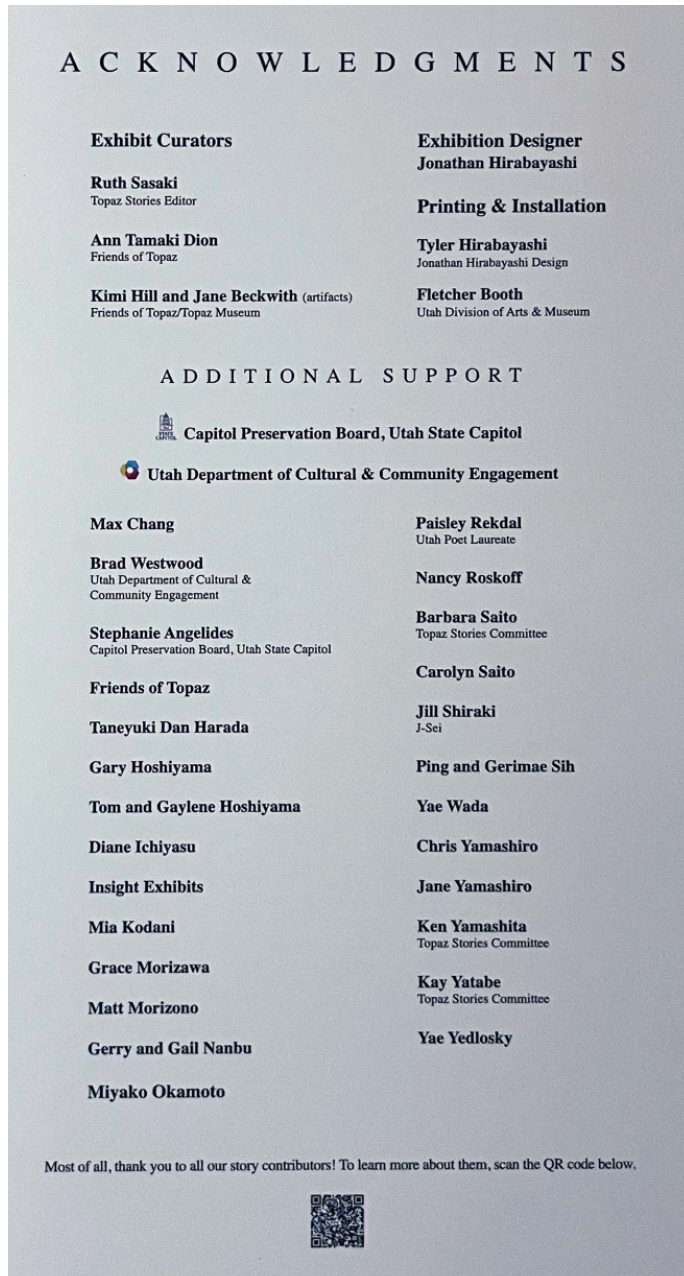 ACKNOWLEDGMENTS
Exhibit Curators
Ruth Sasaki
Topaz Stories Editor
Ann Tamaki Dion
Friends of Topaz
Kimi Hill and Jane Beckwith (artifacts)
Friends of Topaz/Topaz Museum
Exhibition Designer
Jonathan Hirabayashi
Printing & Installation
Tyler Hirabayashi
Jonathan Hirabayashi Design
Fletcher Booth
Utah Division of Arts & Museum
ADDITIONAL SUPPORT
Capitol Preservation Board, Utah State Capitol
Utah Department of Cultural & Community Engagement
Max Chang
Brad Westwood
Utah Department of Cultural &
Community Engagement
Stephanie Angelides
Capitol Preservation Board, Utah State Capitol
Friends of Topaz
Taneyuki Dan Harada
Gary Hoshiyama
Tom and Gaylene Hoshiyama
Diane Ichiyasu
Insight Exhibits
Mia Kodani
Grace Morizawa
Matt Morizono
Gerry and Gail Nanbu
Miyako Okamoto
Paisley Rekdal
Utah Poet Laureate
Nancy Roskoff
Barbara Saito
Topaz Stories Committee
Carolyn Saito
Jill Shiraki
J-Sei
Ping and Gerimae Sih
Yae Wada
Chris Yamashiro
Jane Yamashiro
Ken Yamashita
Topaz Stories Committee
Kay Yatabe
Topaz Stories Committee
Yae Yedlosky
Most of all, thank you to all our story contributors! To learn more about them, scan the QR code below.